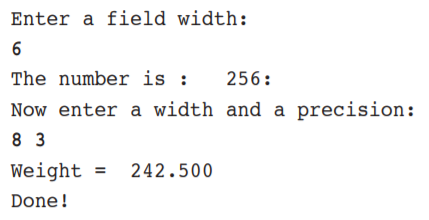 Enter a field width:
6
The number is :   256:
Now enter a width and a precision:
8 3
Weight =  242.500
Done!